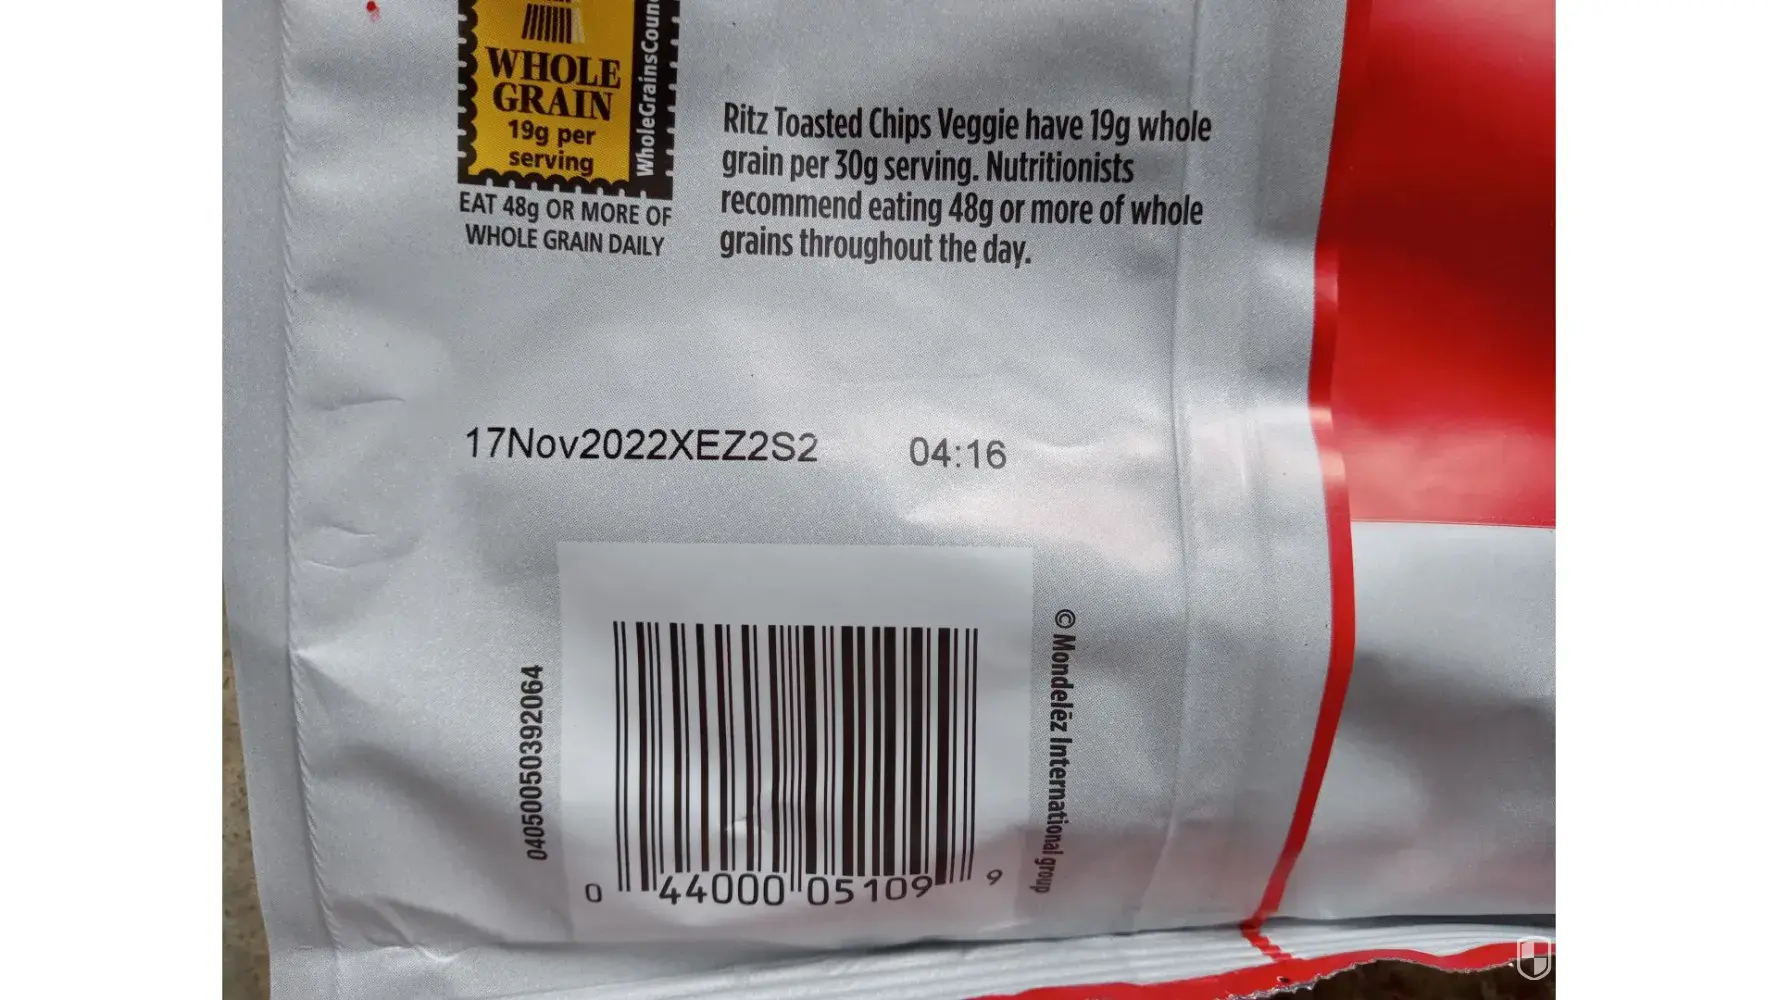 WHOLE
GRAIN
19g per
serving
WholeGrainsCoun
EAT 48g OR MORE OF
WHOLE GRAIN DAILY
Ritz Toasted Chips Veggie have 19g whole
grain per 30g serving. Nutritionists
recommend eating 48g or more of whole
grains throughout the day.
17Nov2022XEZ2S2 04:16
04050050392064
0 44000 05109 9
© Mondelēz International group